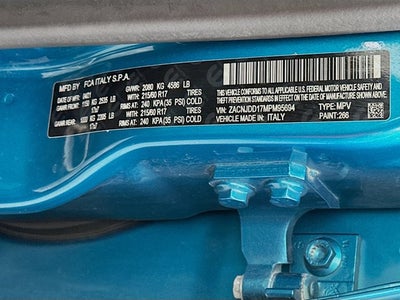 MFD BY: FCA ITALY S.P.A. GVWR: 2080 KG 4586 LB
DATE OF MFR: 04/21 WITH: 215/60 R17 TIRES
GAWR FRONT: 1150 KG 2535 LB RIMS AT: 240 KPA(35 PSI) COLD
17x7 WITH: 215/60 R17 TIRES
GAWR REAR: KG LB RIMS AT: 240 KPA(35 PSI) COLD
17x7
THIS VEHICLE CONFORMS TO ALL APPLICABLE U.S.A. FEDERAL MOTOR VEHICLE SAFETY, BUMPER AND THEFT
PREVENTION STANDARDS IN EFFECT ON THE DATE OF MANUFACTURE SHOWN ABOVE
VIN: ZACNJDD17MPM95694 TYPE: MPV
VEHICLE MADE IN: ITALY PAINT: 266